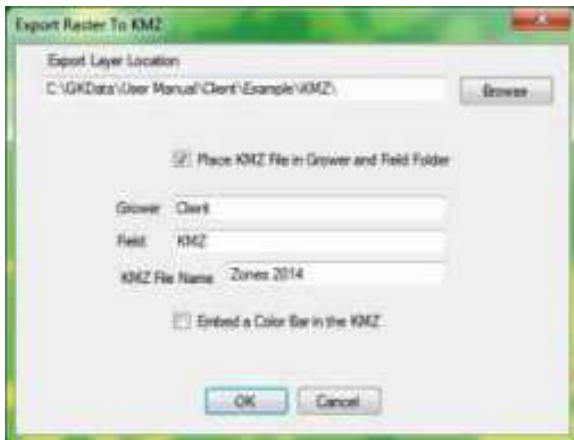 Export Raster To KMZ
Export Layer Location
C:\GKData\User Manual\Client\Example\KMZ\
Browse
Place KMZ File in Grower and Field Folder
Grower Client
Field KMZ
KMZ File Name Zones 2014
Embed a Color Bar in the KMZ
OK Cancel